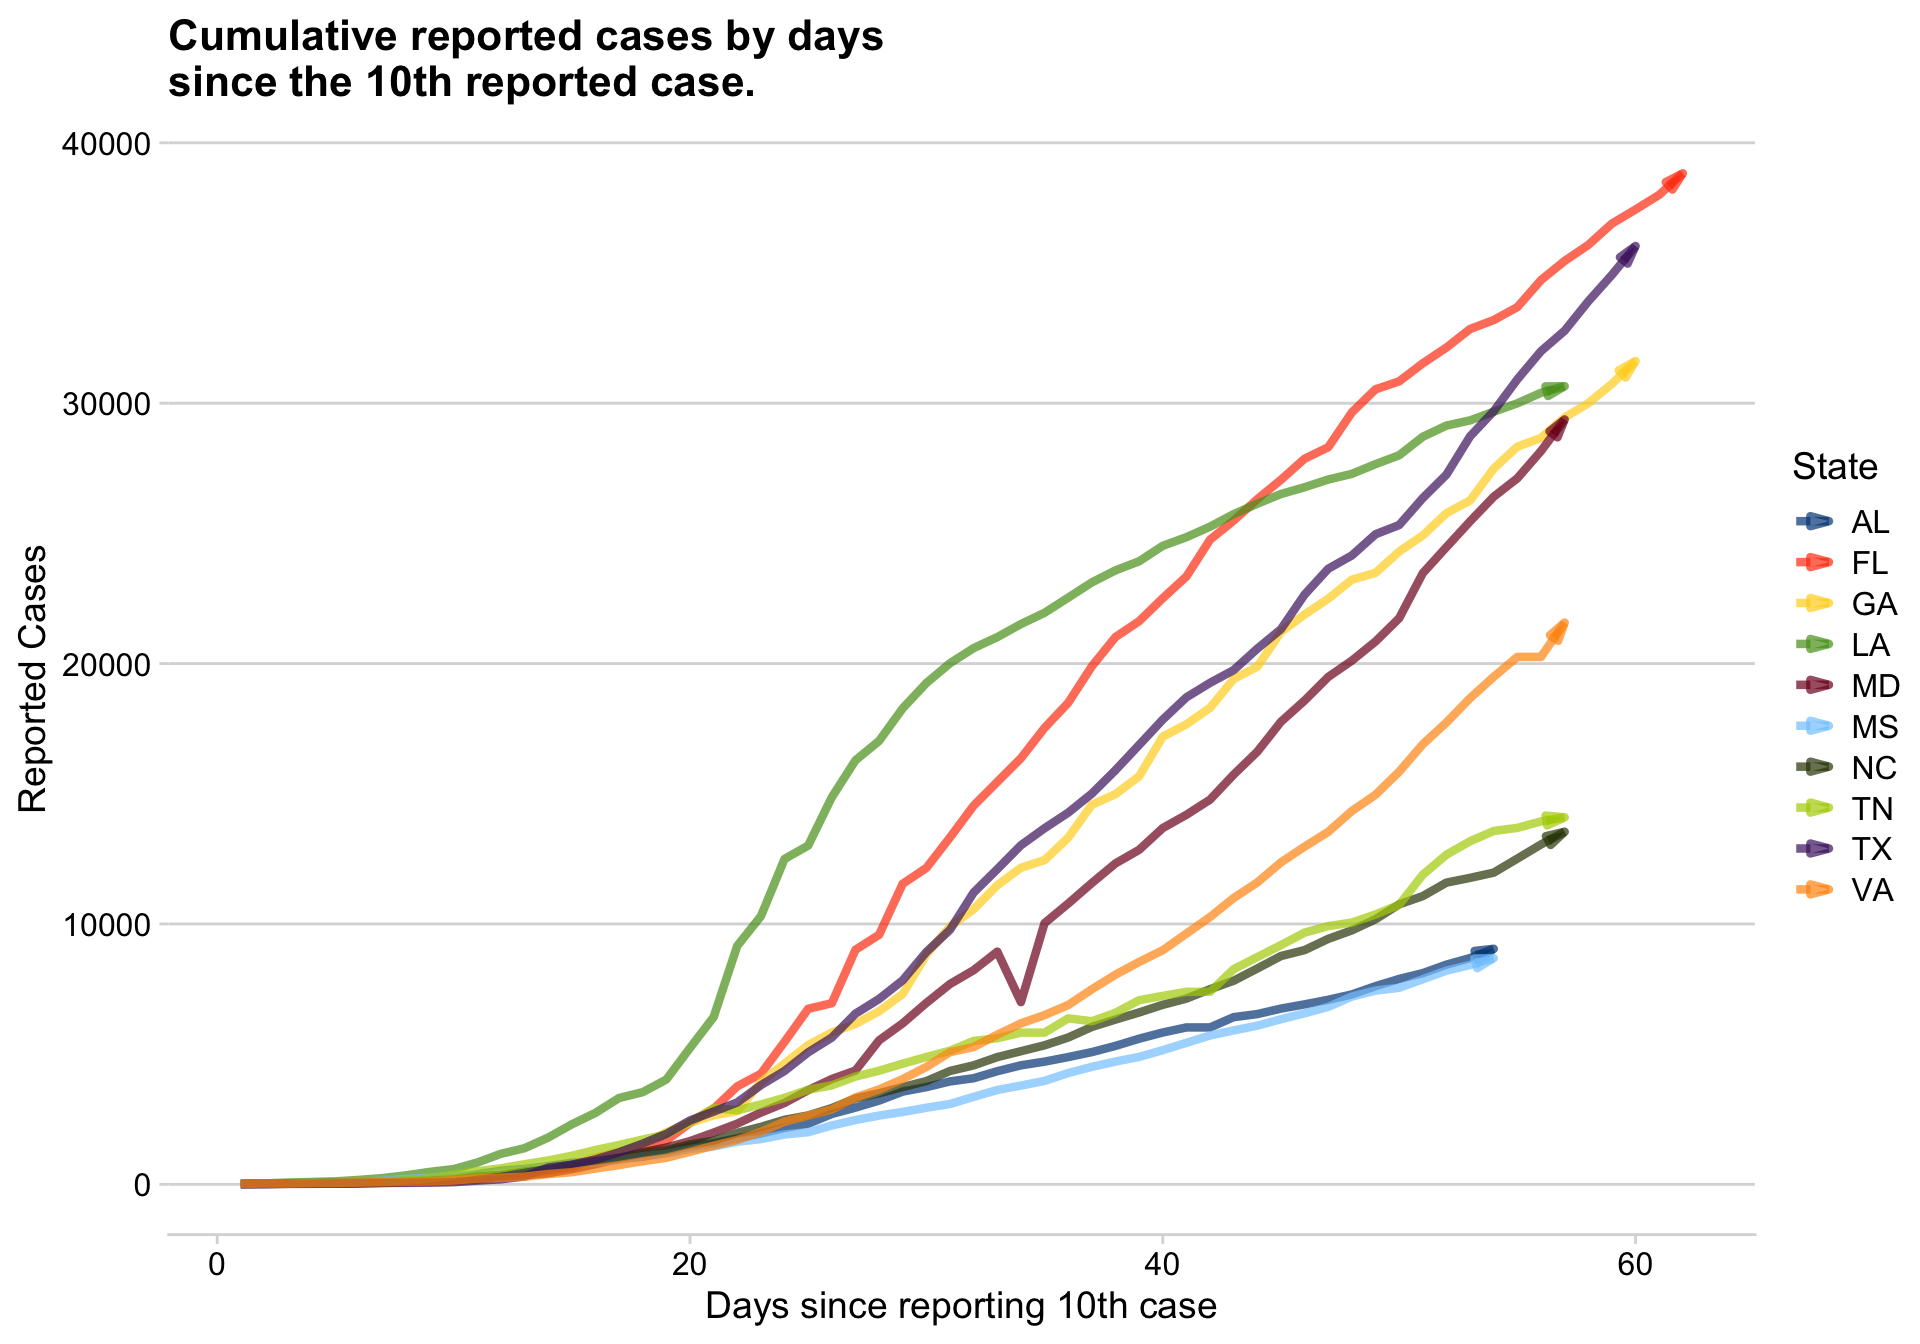 Cumulative reported cases by days
since the 10th reported case.
40000
30000
20000
10000
0
Reported Cases
0 20 40 60
Days since reporting 10th case
State
AL
FL
GA
LA
MD
MS
NC
TN
TX
VA